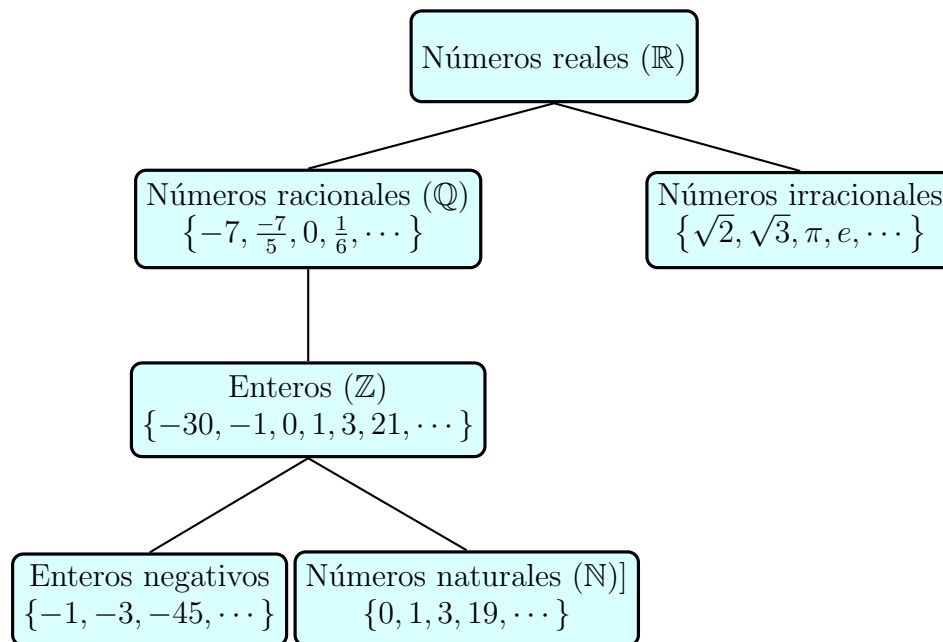 Números reales (ℝ)
Números racionales (ℚ)
{−7, −7/5, 0, 1/6, ⋯}
Números irracionales
{√2, √3, π, e, ⋯}
Enteros (ℤ)
{−30, −1, 0, 1, 3, 21, ⋯}
Enteros negativos
{−1, −3, −45, ⋯}
Números naturales (ℕ)]
{0, 1, 3, 19, ⋯}